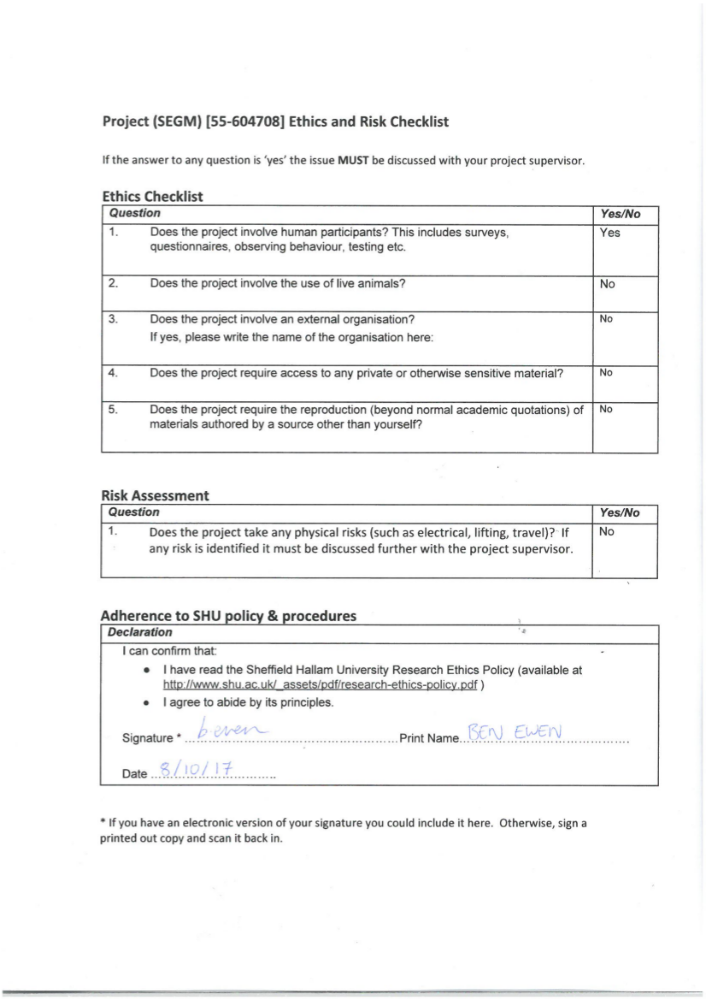 Project (SEGM) [55-604708] Ethics and Risk Checklist
If the answer to any question is 'yes' the issue MUST be discussed with your project supervisor.
Ethics Checklist
Question Yes/No
1. Does the project involve human participants? This includes surveys, Yes
questionnaires, observing behaviour, testing etc.
2. Does the project involve the use of live animals? No
3. Does the project involve an external organisation? No
If yes, please write the name of the organisation here:
4. Does the project require access to any private or otherwise sensitive material? No
5. Does the project require the reproduction (beyond normal academic quotations) of No
materials authored by a source other than yourself?
Risk Assessment
Question Yes/No
1. Does the project take any physical risks (such as electrical, lifting, travel)? If No
any risk is identified it must be discussed further with the project supervisor.
Adherence to SHU policy & procedures
Declaration
I can confirm that:
• I have read the Sheffield Hallam University Research Ethics Policy (available at
http://www.shu.ac.uk/_assets/pdf/research-ethics-policy.pdf )
• I agree to abide by its principles.
Signature * b.ewen Print Name BEN EWEN
Date 8/10/17
* If you have an electronic version of your signature you could include it here. Otherwise, sign a
printed out copy and scan it back in.